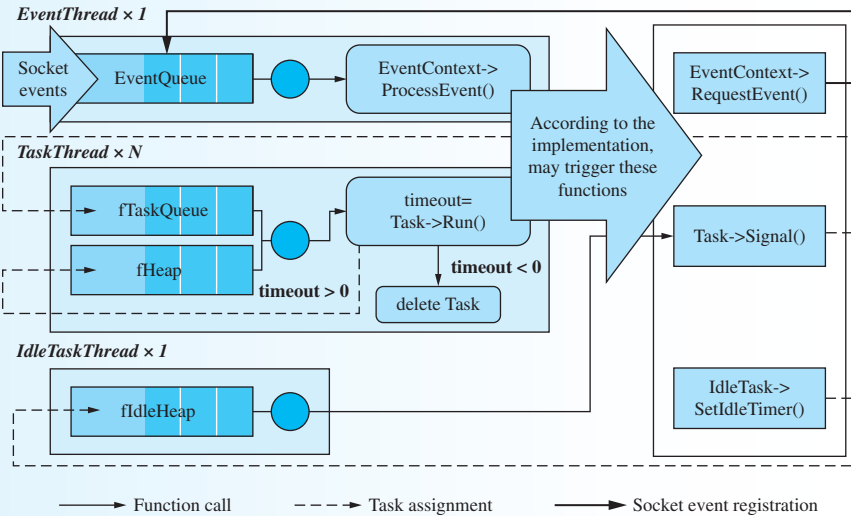 EventThread × 1
Socket
events
EventQueue
EventContext->
ProcessEvent()
EventContext->
RequestEvent()
According to the
implementation,
may trigger these
functions
TaskThread × N
fTaskQueue
timeout=
Task->Run()
Task->Signal()
fHeap
timeout > 0
timeout < 0
delete Task
IdleTaskThread × 1
fIdleHeap
IdleTask->
SetIdleTimer()
Function call
Task assignment
Socket event registration